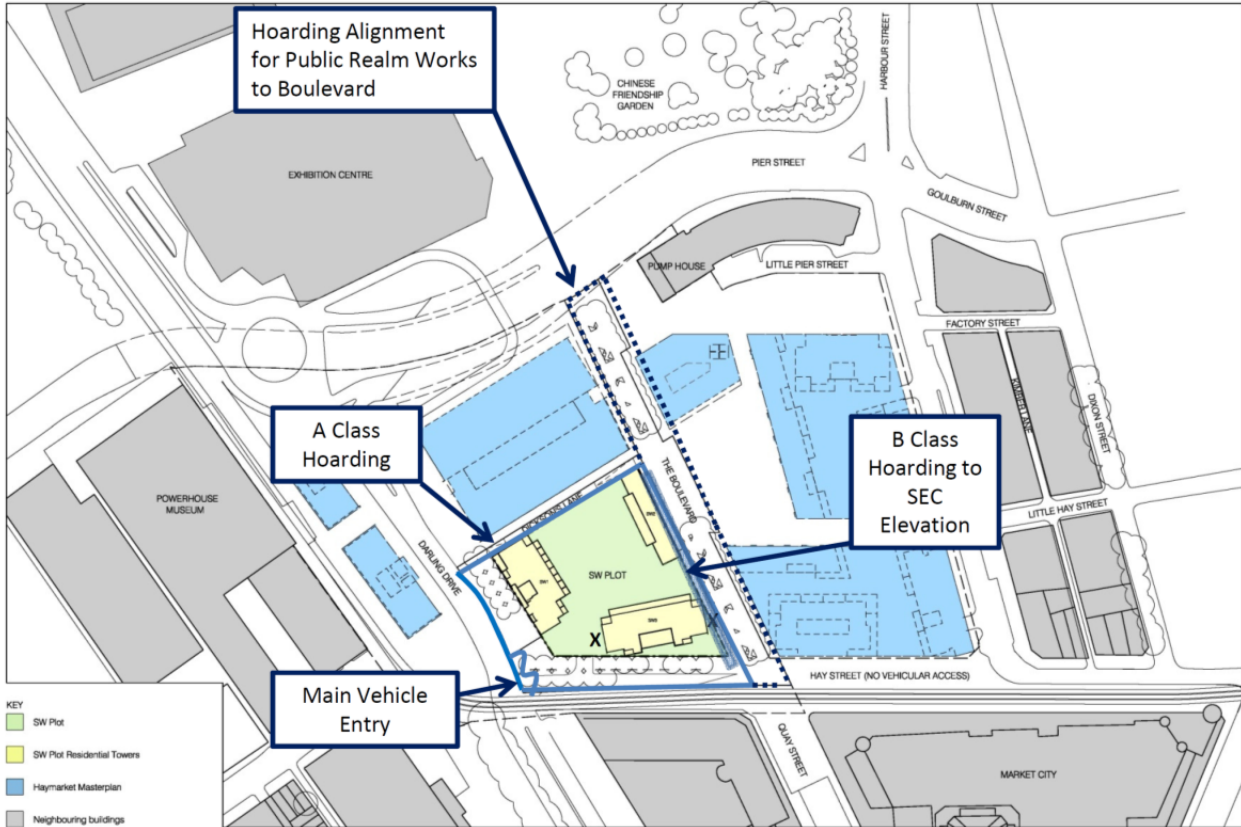 Hoarding Alignment
for Public Realm Works
to Boulevard
CHINESE
FRIENDSHIP
GARDEN
HARBOUR STREET
PIER STREET
EXHIBITION CENTRE
GOULBURN STREET
PUMP HOUSE
LITTLE PIER STREET
FACTORY STREET
KIMBER LANE
DIXON STREET
A Class
Hoarding
B Class
Hoarding to
SEC
Elevation
THE BOULEVARD
POWERHOUSE
MUSEUM
LITTLE HAY STREET
DARLING DRIVE
SW PLOT
X
X
Main Vehicle
Entry
HAY STREET (NO VEHICULAR ACCESS)
QUAY STREET
MARKET CITY
KEY
SW Plot
SW Plot Residential Towers
Haymarket Masterplan
Neighbouring buildings